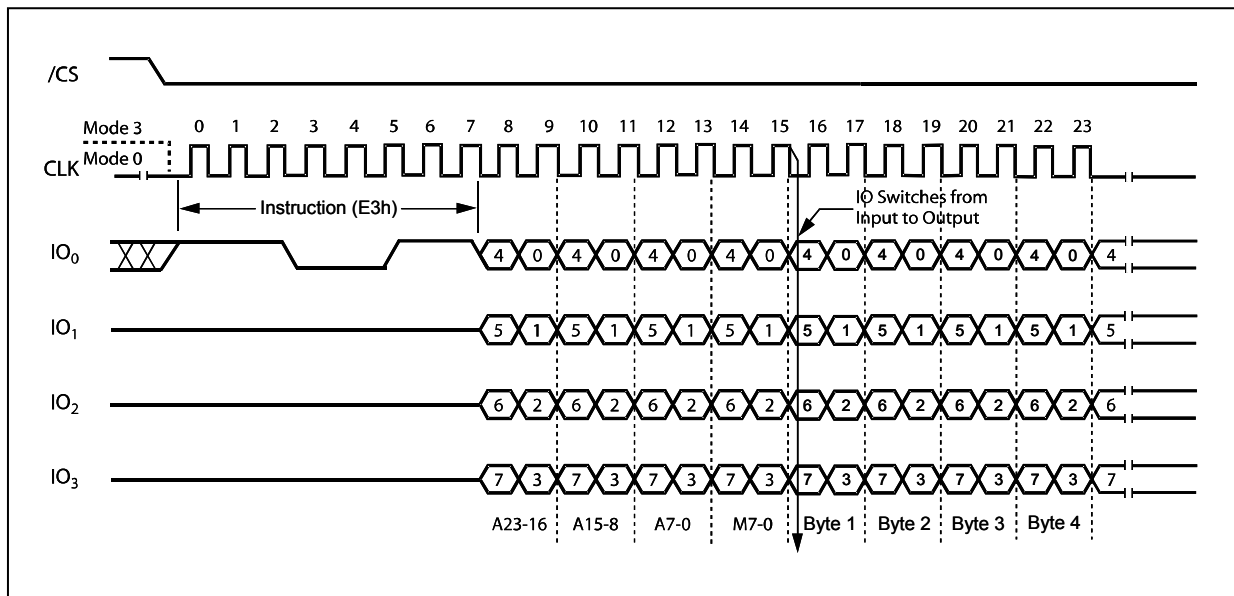 /CS
Mode 3
0 1 2 3 4 5 6 7 8 9 10 11 12 13 14 15 16 17 18 19 20 21 22 23
Mode 0
CLK
Instruction (E3h)
IO Switches from
Input to Output
IO0 4 0 4 0 4 0 4 0 4 0 4 0 4 0 4 0 4
IO1 5 1 5 1 5 1 5 1 5 1 5 1 5 1 5 1 5
IO2 6 2 6 2 6 2 6 2 6 2 6 2 6 2 6 2 6
IO3 7 3 7 3 7 3 7 3 7 3 7 3 7 3 7 3 7
A23-16 A15-8 A7-0 M7-0 Byte 1 Byte 2 Byte 3 Byte 4